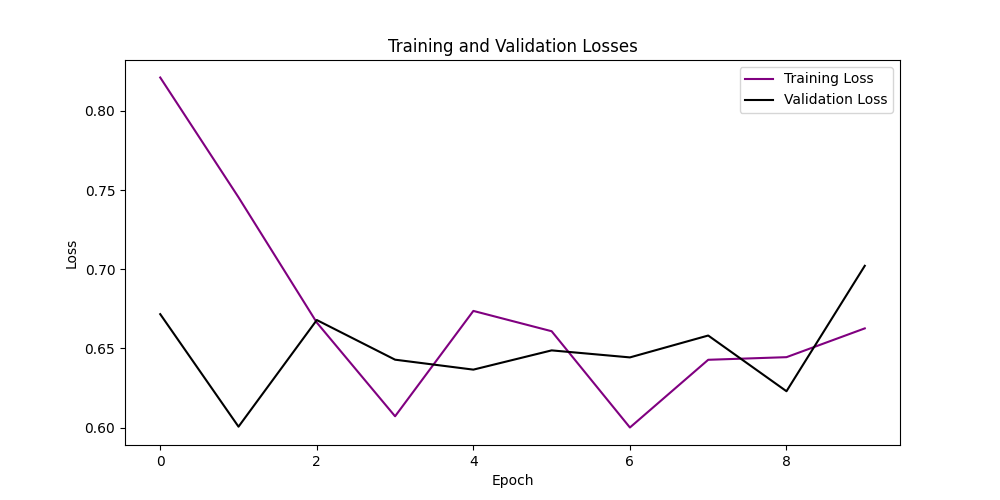 Training and Validation Losses
Training Loss
Validation Loss
0.80
0.75
0.70
0.65
0.60
Loss
0 2 4 6 8
Epoch